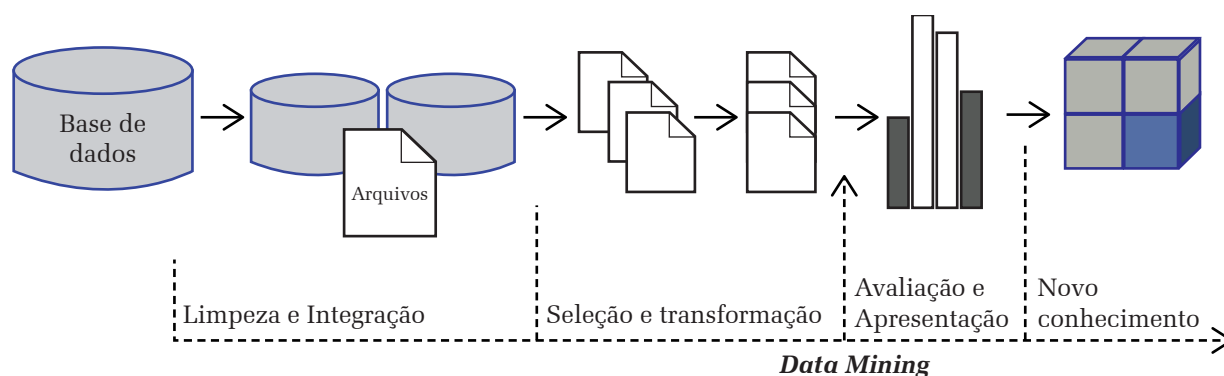 Base de
dados
Arquivos
Limpeza e Integração
Seleção e transformação
Avaliação e
Apresentação
Novo
conhecimento
Data Mining